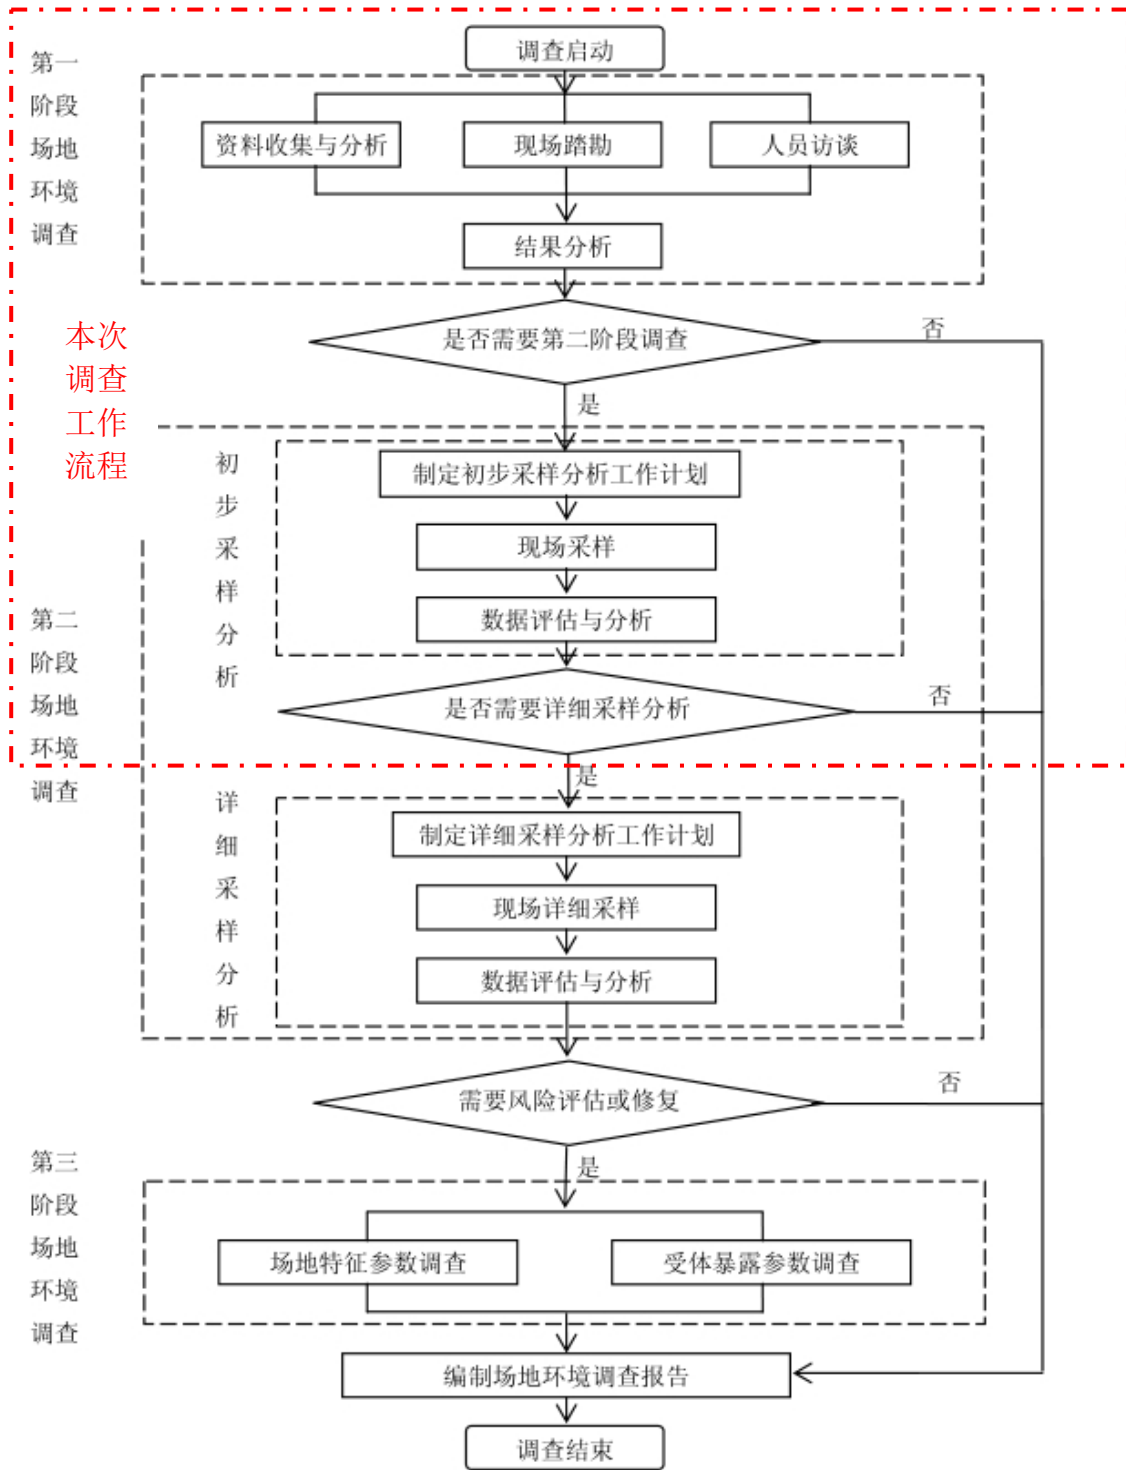 调查启动
第一
阶段
场地
环境
调查
资料收集与分析
现场踏勘
人员访谈
结果分析
是否需要第二阶段调查
否
是
本次
调查
工作
流程
初
步
采
样
分
析
制定初步采样分析工作计划
现场采样
数据评估与分析
是否需要详细采样分析
否
是
第二
阶段
场地
环境
调查
详
细
采
样
分
析
制定详细采样分析工作计划
现场详细采样
数据评估与分析
需要风险评估或修复
否
是
第三
阶段
场地
环境
调查
场地特征参数调查
受体暴露参数调查
编制场地环境调查报告
调查结束